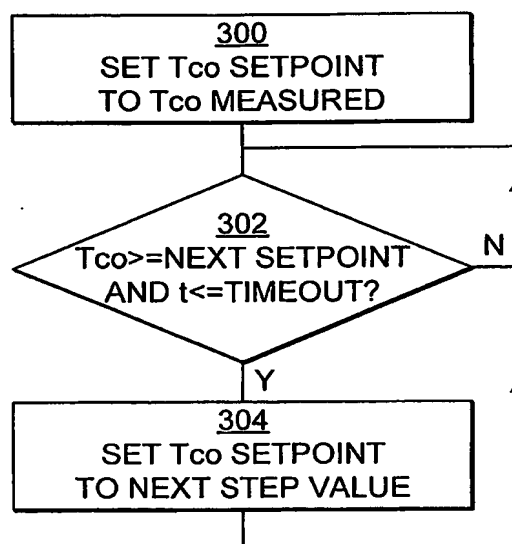 300
SET Tco SETPOINT
TO Tco MEASURED
302
Tco>=NEXT SETPOINT
AND t<=TIMEOUT?
N
Y
304
SET Tco SETPOINT
TO NEXT STEP VALUE